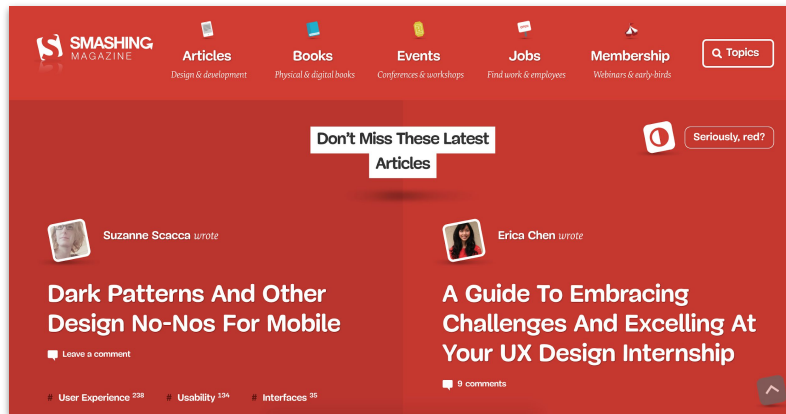 SMASHING
MAGAZINE
Articles
Design & development
Books
Physical & digital books
Events
Conferences & workshops
Jobs
Find work & employees
Membership
Webinars & early-birds
Topics
Don’t Miss These Latest
Articles
Seriously, red?
Suzanne Scacca wrote
Dark Patterns And Other
Design No-Nos For Mobile
Leave a comment
# User Experience 238 # Usability 134 # Interfaces 35
Erica Chen wrote
A Guide To Embracing
Challenges And Excelling At
Your UX Design Internship
9 comments